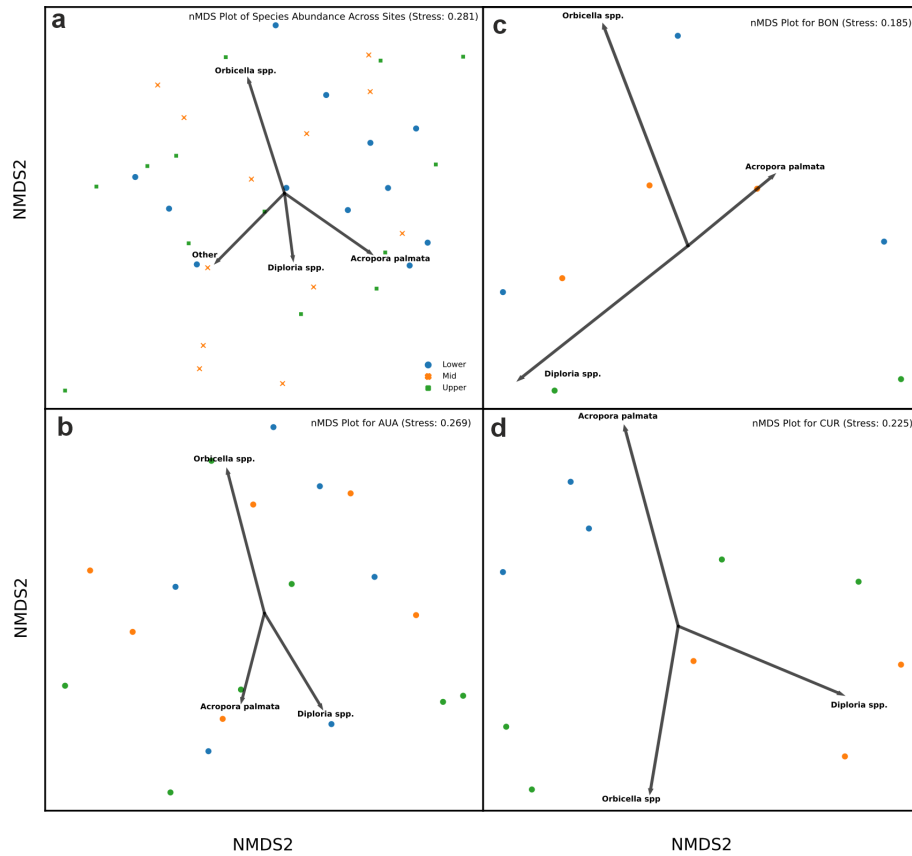 a
nMDS Plot of Species Abundance Across Sites (Stress: 0.281)
Orbicella spp.
Other
Diploria spp.
Acropora palmata
Lower
Mid
Upper
NMDS2
c
nMDS Plot for BON (Stress: 0.185)
Orbicella spp.
Acropora palmata
Diploria spp.
b
nMDS Plot for AUA (Stress: 0.269)
Orbicella spp.
Acropora palmata
Diploria spp.
NMDS2
NMDS2
d
nMDS Plot for CUR (Stress: 0.225)
Acropora palmata
Diploria spp.
Orbicella spp
NMDS2